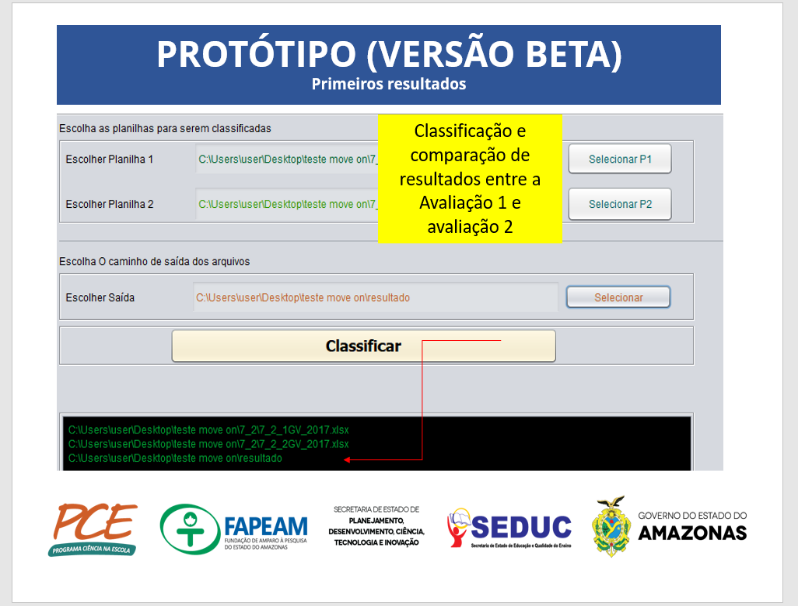 PROTÓTIPO (VERSÃO BETA)
Primeiros resultados
Escolha as planilhas para serem classificadas
Escolher Planilha 1
C:\Users\user\Desktop\teste move on\7_
Selecionar P1
Escolher Planilha 2
C:\Users\user\Desktop\teste move on\7_
Selecionar P2
Classificação e
comparação de
resultados entre a
Avaliação 1 e
avaliação 2
Escolha O caminho de saída dos arquivos
Escolher Saída
C:\Users\user\Desktop\teste move on\resultado
Selecionar
Classificar
C:\Users\user\Desktop\teste move on\7_2\7_2_1GV_2017.xlsx
C:\Users\user\Desktop\teste move on\7_2\7_2_2GV_2017.xlsx
C:\Users\user\Desktop\teste move on\resultado
PCE
PROGRAMA CIÊNCIA NA ESCOLA
FAPEAM
FUNDAÇÃO DE AMPARO À PESQUISA
DO ESTADO DO AMAZONAS
SECRETARIA DE ESTADO DE
PLANEJAMENTO,
DESENVOLVIMENTO, CIÊNCIA,
TECNOLOGIA E INOVAÇÃO
SEDUC
Secretaria de Estado de Educação e Qualidade do Ensino
GOVERNO DO ESTADO DO
AMAZONAS